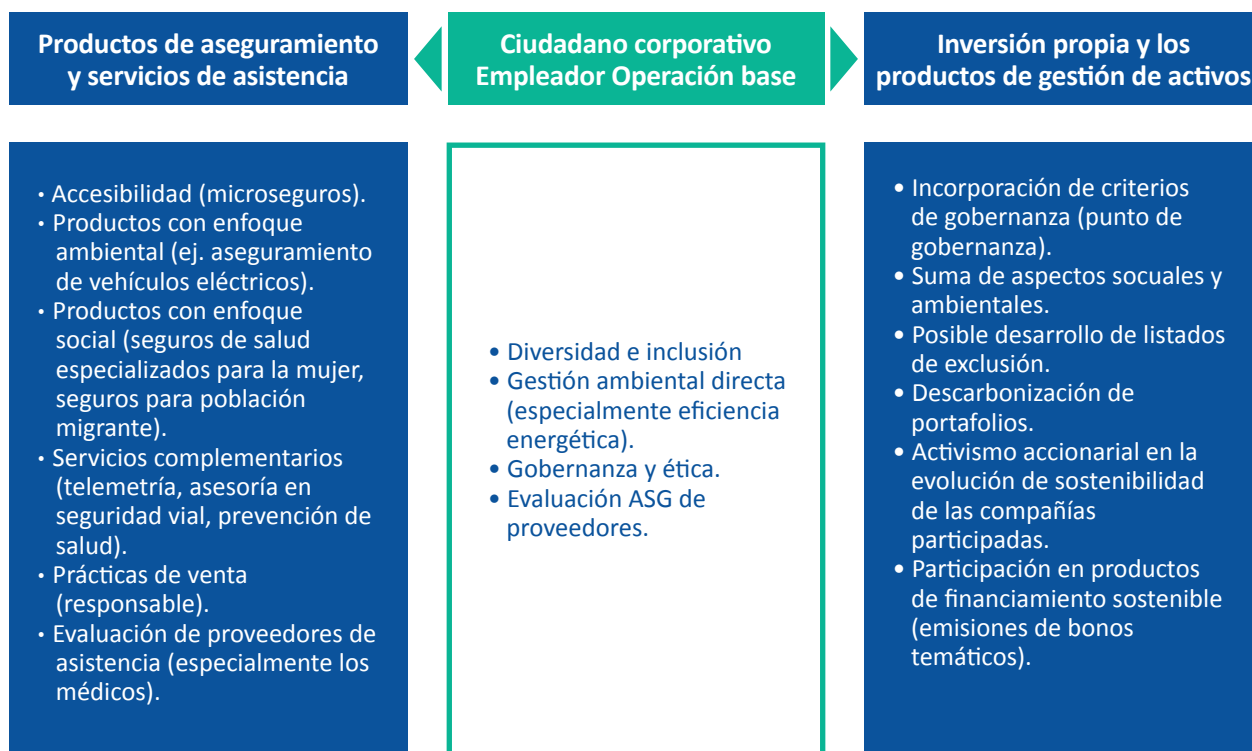 Productos de aseguramiento
y servicios de asistencia
Ciudadano corporativo
Empleador Operación base
Inversión propia y los
productos de gestión de activos
• Accesibilidad (microseguros).
• Productos con enfoque
ambiental (ej. aseguramiento
de vehículos eléctricos).
• Productos con enfoque
social (seguros de salud
especializados para la mujer,
seguros para población
migrante).
• Servicios complementarios
(telemetría, asesoría en
seguridad vial, prevención de
salud).
• Prácticas de venta
(responsable).
• Evaluación de proveedores de
asistencia (especialmente los
médicos).
• Diversidad e inclusión
• Gestión ambiental directa
(especialmente eficiencia
energética).
• Gobernanza y ética.
• Evaluación ASG de
proveedores.
• Incorporación de criterios
de gobernanza (punto de
gobernanza).
• Suma de aspectos socuales y
ambientales.
• Posible desarrollo de listados
de exclusión.
• Descarbonización de
portafolios.
• Activismo accionarial en la
evolución de sostenibilidad
de las compañías
participadas.
• Participación en productos
de financiamiento sostenible
(emisiones de bonos
temáticos).